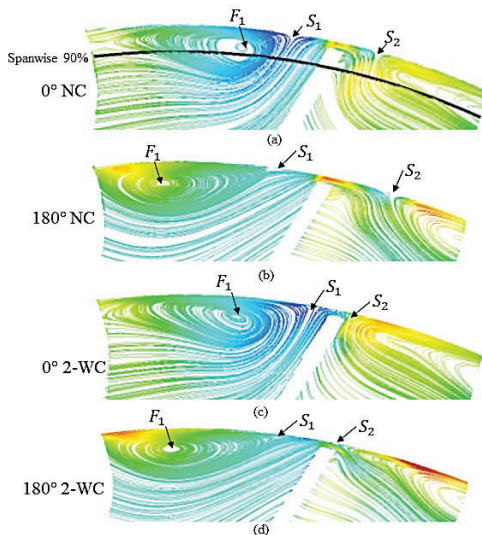 F₁ S₁
S₂
Spanwise 90%
0° NC
(a)
F₁ S₁
S₂
180° NC
(b)
F₁ S₁
S₂
0° 2-WC
(c)
F₁ S₁
S₂
180° 2-WC
(d)